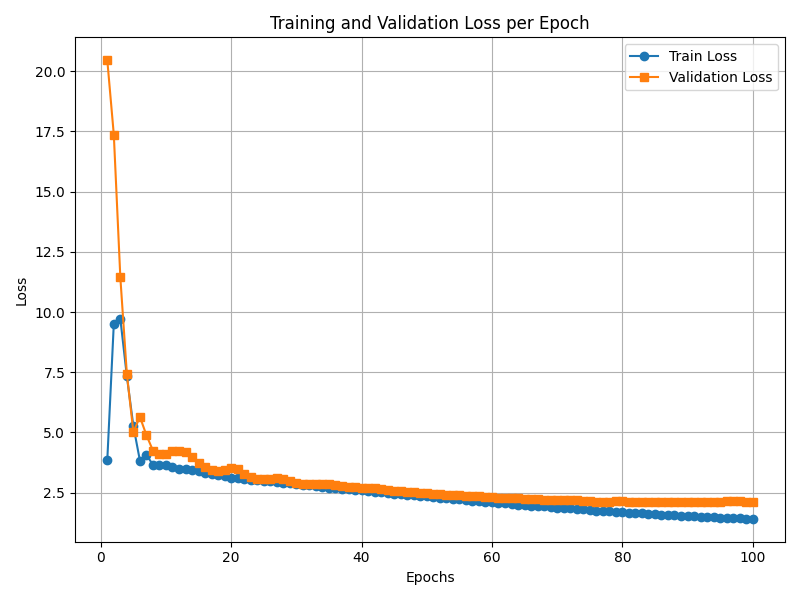 Training and Validation Loss per Epoch
Train Loss
Validation Loss
20.0
17.5
15.0
12.5
10.0
7.5
5.0
2.5
Loss
0 20 40 60 80 100
Epochs